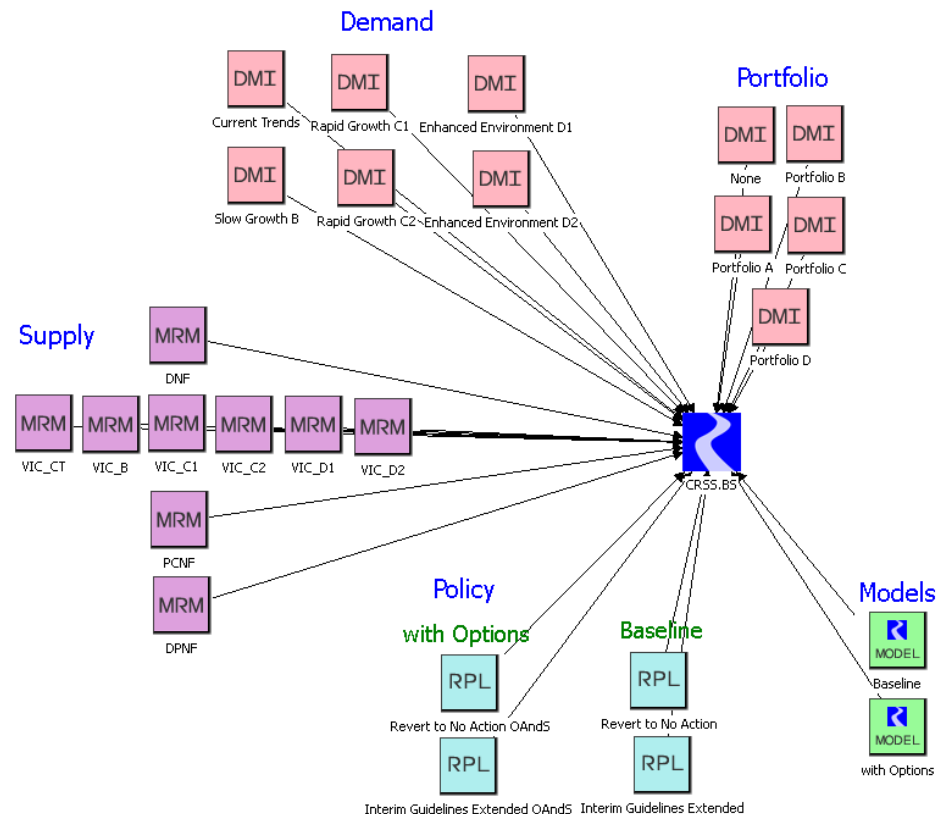 Demand
DMI
DMI
DMI
Current Trends
Rapid Growth C1
Enhanced Environment D1
DMI
DMI
DMI
Slow Growth B
Rapid Growth C2
Enhanced Environment D2
Portfolio
DMI
DMI
None
Portfolio B
DMI
DMI
Portfolio A
Portfolio C
DMI
Portfolio D
Supply
MRM
DNF
MRM
MRM
MRM
MRM
MRM
MRM
VIC_CT
VIC_B
VIC_C1
VIC_C2
VIC_D1
VIC_D2
MRM
PCNF
MRM
DPNF
CRSS.BS
Policy
with Options
Baseline
RPL
RPL
Revert to No Action OAndS
Revert to No Action
RPL
RPL
Interim Guidelines Extended OAndS
Interim Guidelines Extended
Models
MODEL
Baseline
MODEL
with Options